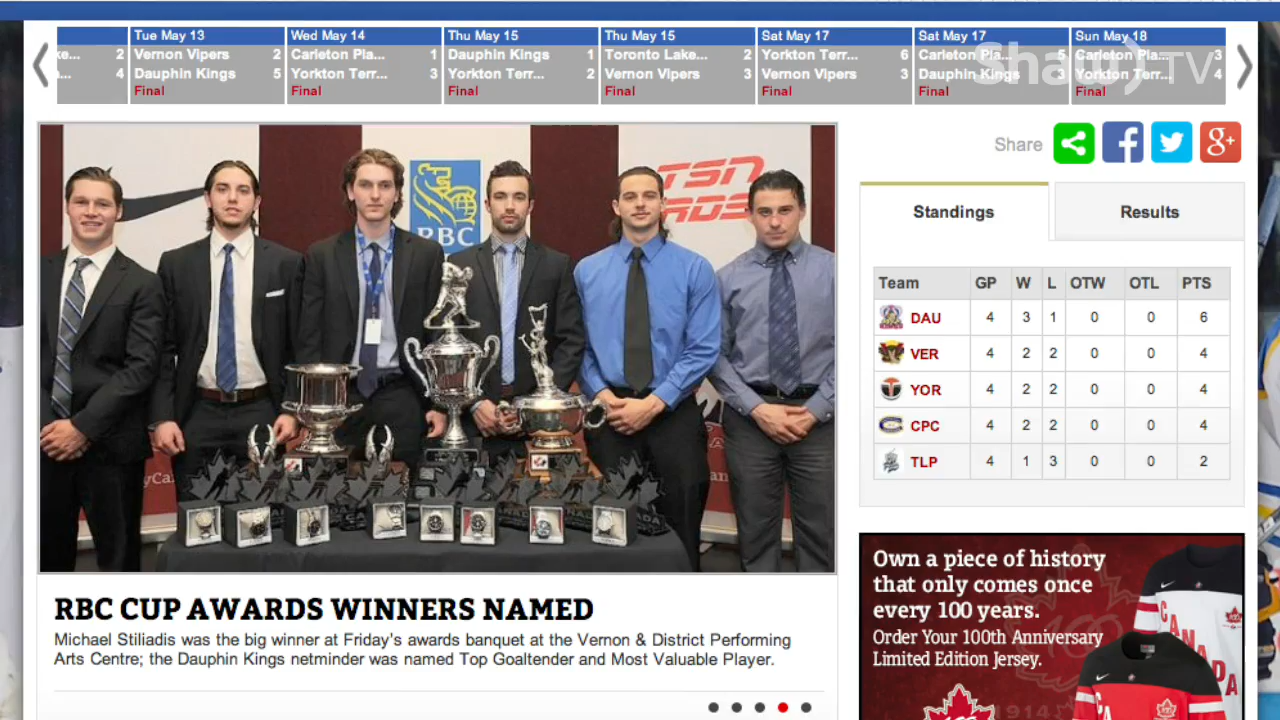 Tue May 13
Wed May 14
Thu May 15
Thu May 15
Sat May 17
Sat May 17
Sun May 18
ke... 2
Vernon Vipers 2
Carleton Pla... 1
Dauphin Kings 1
Toronto Lake... 2
Yorkton Terr... 6
Carleton Pla... 5
Carleton Pla... 3
... 4
Dauphin Kings 5
Yorkton Terr... 3
Yorkton Terr... 2
Vernon Vipers 3
Vernon Vipers 3
Dauphin Kings 3
Yorkton Terr... 4
Final
Final
Final
Final
Final
Final
Final
Shaw) TV
RBC
TSN
RDS
Share
Standings
Results
Team GP W L OTW OTL PTS
DAU 4 3 1 0 0 6
VER 4 2 2 0 0 4
YOR 4 2 2 0 0 4
CPC 4 2 2 0 0 4
TLP 4 1 3 0 0 2
RBC CUP AWARDS WINNERS NAMED
Michael Stiliadis was the big winner at Friday's awards banquet at the Vernon & District Performing
Arts Centre; the Dauphin Kings netminder was named Top Goaltender and Most Valuable Player.
Own a piece of history
that only comes once
every 100 years.
Order Your 100th Anniversary
Limited Edition Jersey.
CANADA
1914